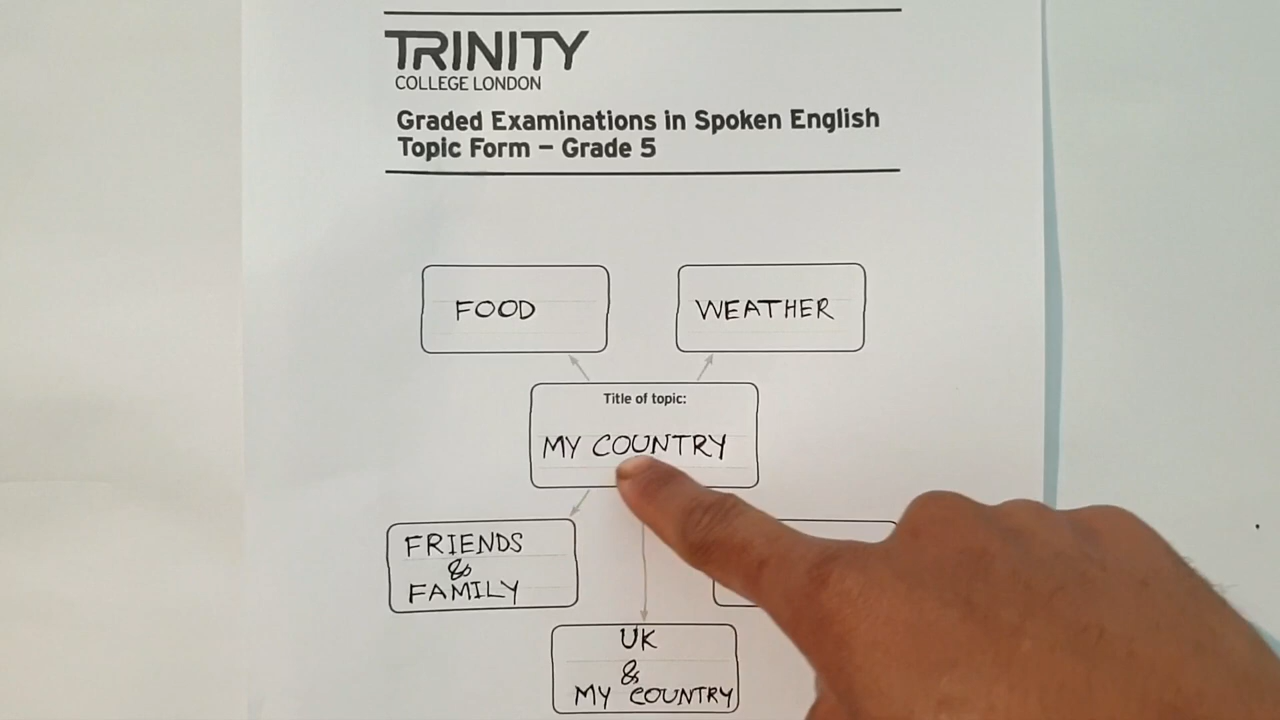 TRINITY
COLLEGE LONDON
Graded Examinations in Spoken English
Topic Form – Grade 5
FOOD
WEATHER
Title of topic:
MY COUNTRY
FRIENDS
&
FAMILY
UK
&
MY COUNTRY